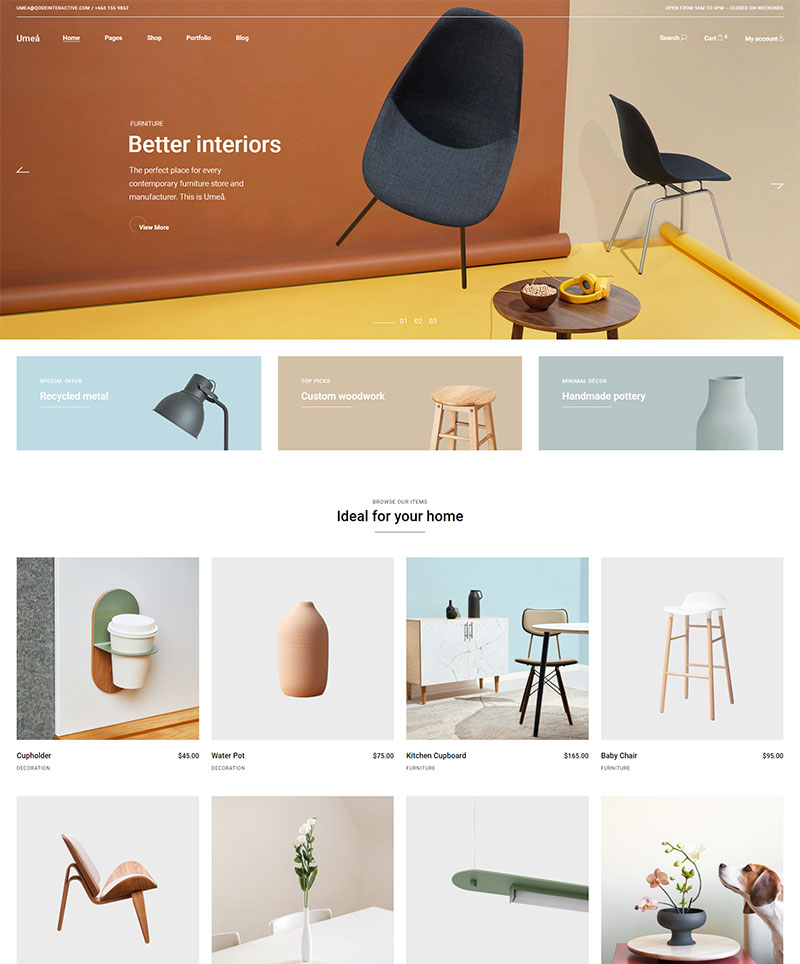 UMEA@QODEINTERACTIVE.COM / +463 155 9852
OPEN FROM 9AM TO 5PM – CLOSED ON WEEKENDS
Umeå
Home
Pages
Shop
Portfolio
Blog
Search
Cart 4
My account
FURNITURE
Better interiors
The perfect place for every
contemporary furniture store and
manufacturer. This is Umeå.
View More
01 02 03
SPECIAL OFFER
Recycled metal
TOP PICKS
Custom woodwork
MINIMAL DÉCOR
Handmade pottery
BROWSE OUR ITEMS
Ideal for your home
Cupholder $45.00
DECORATION
Water Pot $75.00
DECORATION
Kitchen Cupboard $165.00
FURNITURE
Baby Chair $95.00
FURNITURE